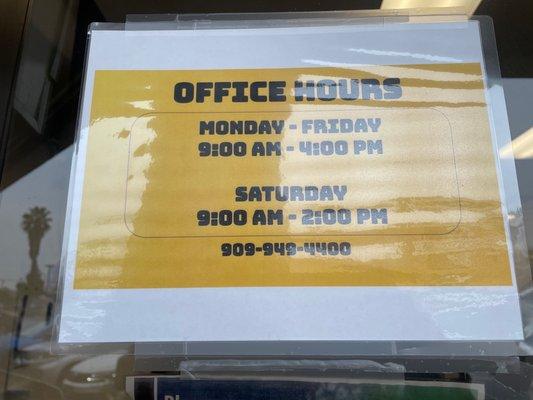 OFFICE HOURS
MONDAY - FRIDAY
9:00 AM - 4:00 PM
SATURDAY
9:00 AM - 2:00 PM
909-949-4400